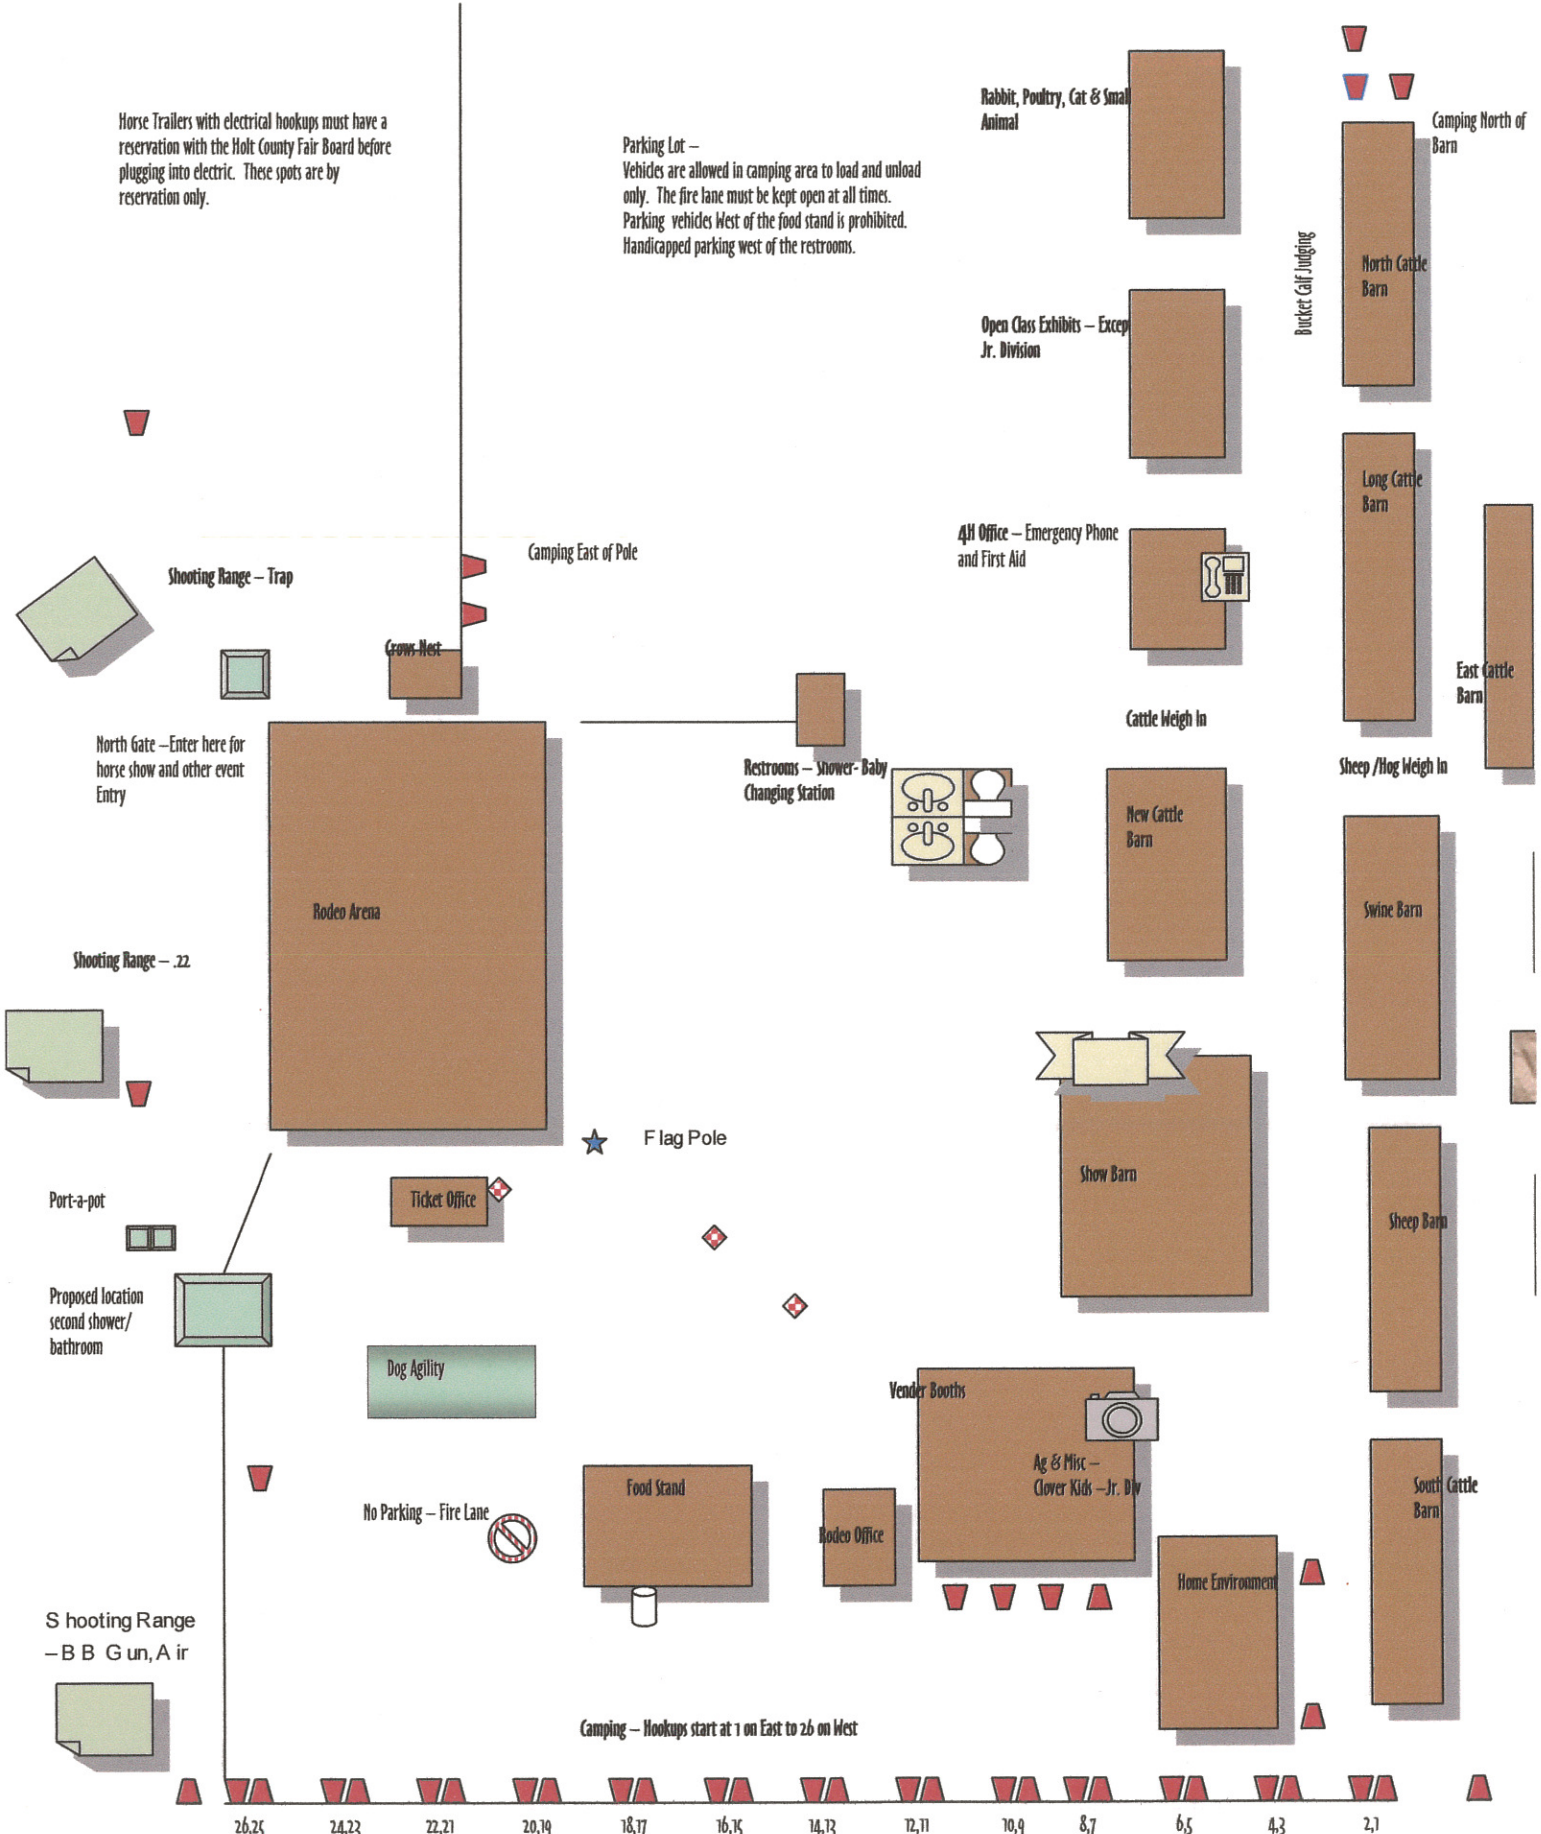 Horse Trailers with electrical hookups must have a
reservation with the Holt County Fair Board before
plugging into electric.  These spots are by
reservation only.
Parking Lot –
Vehicles are allowed in camping area to load and unload
only.  The fire lane must be kept open at all times.
Parking  vehicles West of the food stand is prohibited.
Handicapped parking west of the restrooms.
Rabbit, Poultry, Cat & Small
Animal
Camping North of
Barn
Bucket Calf Judging
North Cattle
Barn
Open Class Exhibits – Excep
Jr. Division
Long Cattle
Barn
4H Office – Emergency Phone
and First Aid
Camping East of Pole
Shooting Range – Trap
Crows Nest
East Cattle
Barn
Cattle Weigh In
North Gate –Enter here for
horse show and other event
Entry
Restrooms – Shower- Baby
Changing Station
Sheep /Hog Weigh In
New Cattle
Barn
Rodeo Arena
Swine Barn
Shooting Range – .22
Flag Pole
Show Barn
Port-a-pot
Ticket Office
Sheep Barn
Proposed location
second shower/
bathroom
Dog Agility
Vender Booths
Ag & Misc –
Clover Kids –Jr. Div
Food Stand
South Cattle
Barn
No Parking – Fire Lane
Rodeo Office
Home Environment
Shooting Range
–BB Gun, Air
Camping – Hookups start at 1 on East to 26 on West
26,25 24,23 22,21 20,19 18,17 16,15 14,13 12,11 10,9 8,7 6,5 4,3 2,1